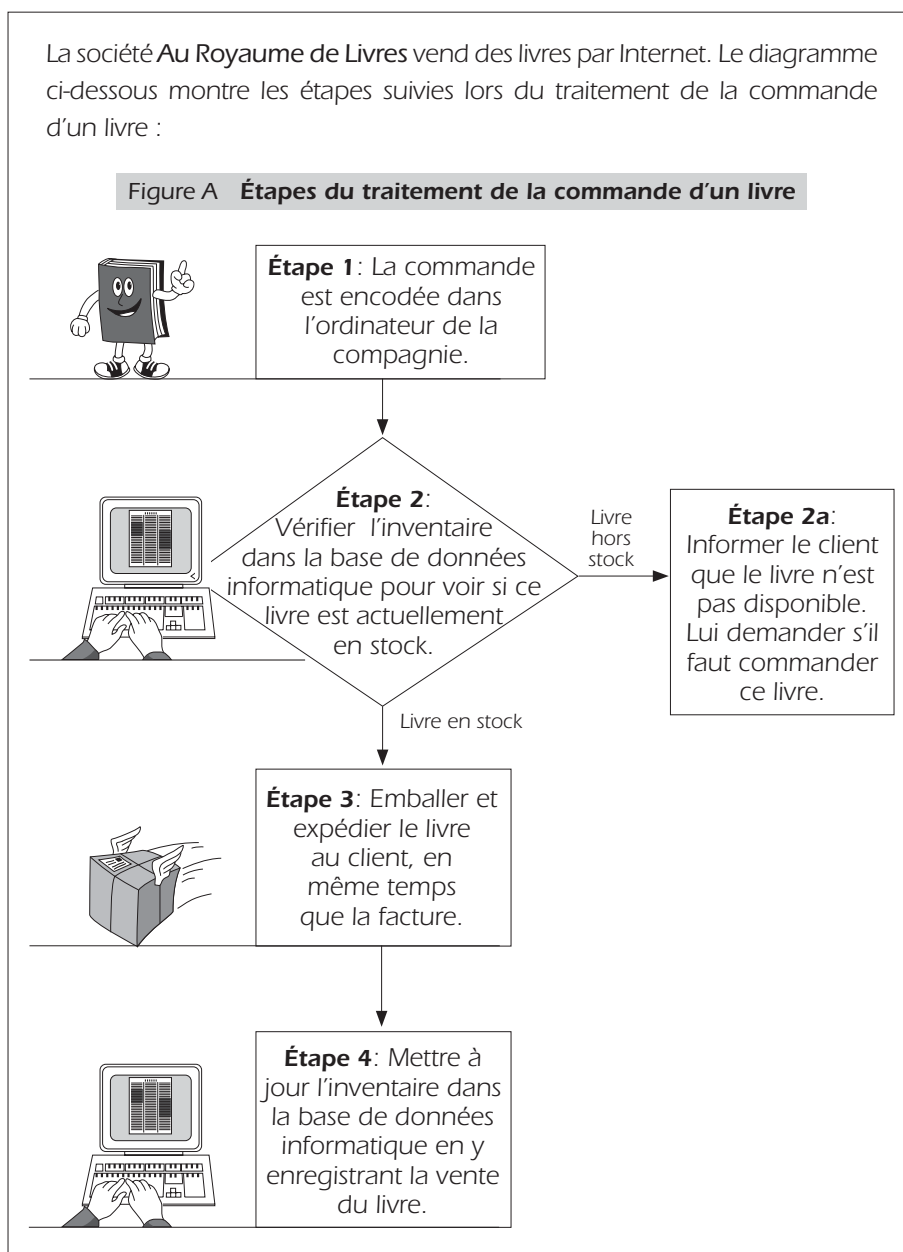 La société Au Royaume de Livres vend des livres par Internet. Le diagramme
ci-dessous montre les étapes suivies lors du traitement de la commande
d'un livre :
Figure A Étapes du traitement de la commande d'un livre
Étape 1: La commande
est encodée dans
l'ordinateur de la
compagnie.
Étape 2:
Vérifier l'inventaire
dans la base de données
informatique pour voir si ce
livre est actuellement
en stock.
Livre
hors
stock
Étape 2a:
Informer le client
que le livre n'est
pas disponible.
Lui demander s'il
faut commander
ce livre.
Livre en stock
Étape 3: Emballer et
expédier le livre
au client, en
même temps
que la facture.
Étape 4: Mettre à
jour l'inventaire dans
la base de données
informatique en y
enregistrant la vente
du livre.